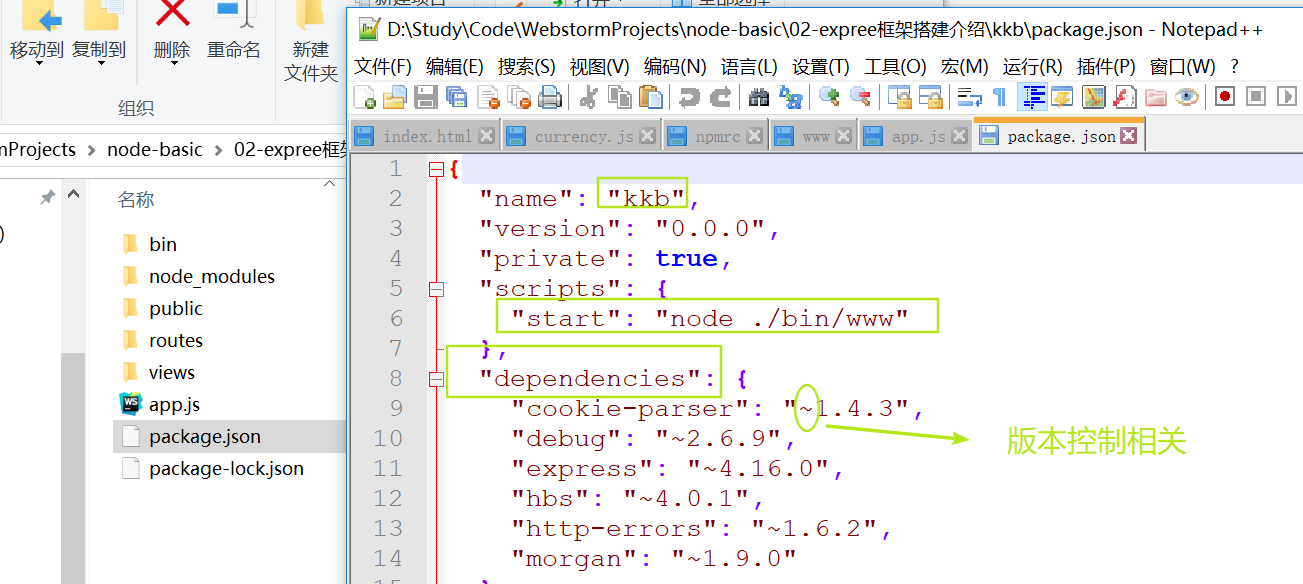 D:\Study\Code\WebstormProjects\node-basic\02-expree框架搭建介绍\kkb\package.json - Notepad++
移动到 复制到 删除 重命名 新建
文件夹
组织
文件(F) 编辑(E) 搜索(S) 视图(V) 编码(N) 语言(L) 设置(T) 工具(O) 宏(M) 运行(R) 插件(P) 窗口(W) ?
index.html currency.js npmrc www app.js package.json
mProjects > node-basic > 02-expree框架
名称
bin
node_modules
public
routes
views
app.js
package.json
package-lock.json
1 {
2 "name": "kkb",
3 "version": "0.0.0",
4 "private": true,
5 "scripts": {
6 "start": "node ./bin/www"
7 },
8 "dependencies": {
9 "cookie-parser": "~1.4.3",
10 "debug": "~2.6.9",
11 "express": "~4.16.0",
12 "hbs": "~4.0.1",
13 "http-errors": "~1.6.2",
14 "morgan": "~1.9.0"
版本控制相关